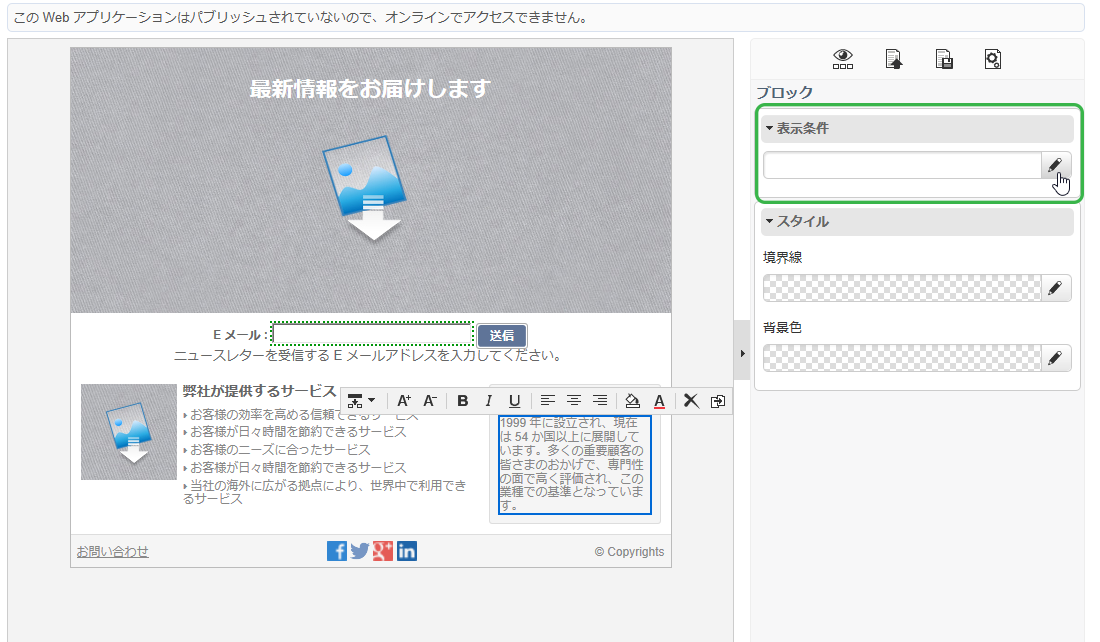 この Web アプリケーションはパブリッシュされていないので、オンラインでアクセスできません。
最新情報をお届けします
E メール :
送信
ニュースレターを受信する E メールアドレスを入力してください。
弊社が提供するサービス
お客様の効率を高める信頼できるサービス
お客様が日々時間を節約できるサービス
お客様のニーズに合ったサービス
お客様が日々時間を節約できるサービス
当社の海外に広がる拠点により、世界中で利用でき
るサービス
A+ A- B I U A
1999 年に設立され、現在
は 54 か国以上に展開して
います。多くの重要顧客の
皆さまのおかげで、専門性
の面で高く評価され、この
業種での基準となっていま
す。
お問い合わせ
f g+ in
© Copyrights
ブロック
表示条件
スタイル
境界線
背景色